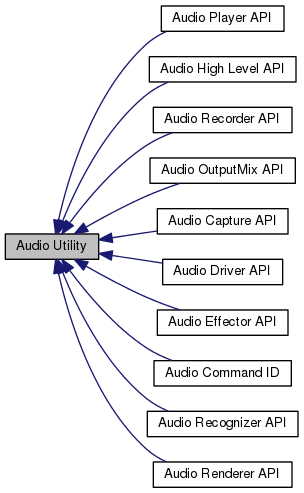 Audio Player API
Audio High Level API
Audio Recorder API
Audio OutputMix API
Audio Capture API
Audio Utility
Audio Driver API
Audio Effector API
Audio Command ID
Audio Recognizer API
Audio Renderer API